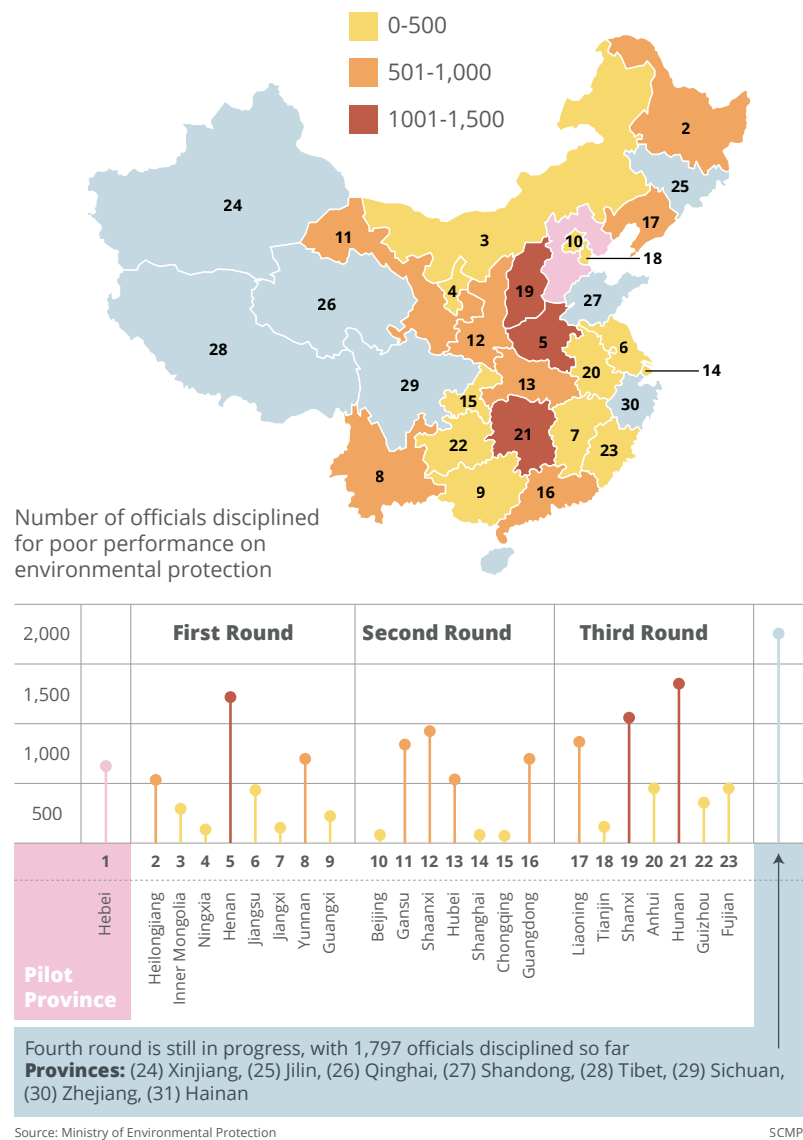 0-500
501-1,000
1001-1,500
2
25
24
17
11
3
10
18
4
19
27
26
12
5
6
28
20
14
29
13
15
30
21
7
22
23
8
9
16
Number of officials disciplined
for poor performance on
environmental protection
First Round
Second Round
Third Round
2,000
1,500
1,000
500
1 2 3 4 5 6 7 8 9 10 11 12 13 14 15 16 17 18 19 20 21 22 23
Hebei
Heilongjiang
Inner Mongolia
Ningxia
Henan
Jiangsu
Jiangxi
Yunnan
Guangxi
Beijing
Gansu
Shaanxi
Hubei
Shanghai
Chongqing
Guangdong
Liaoning
Tianjin
Shanxi
Anhui
Hunan
Guizhou
Fujian
Pilot
Province
Fourth round is still in progress, with 1,797 officials disciplined so far
Provinces: (24) Xinjiang, (25) Jilin, (26) Qinghai, (27) Shandong, (28) Tibet, (29) Sichuan,
(30) Zhejiang, (31) Hainan
Source: Ministry of Environmental Protection
SCMP